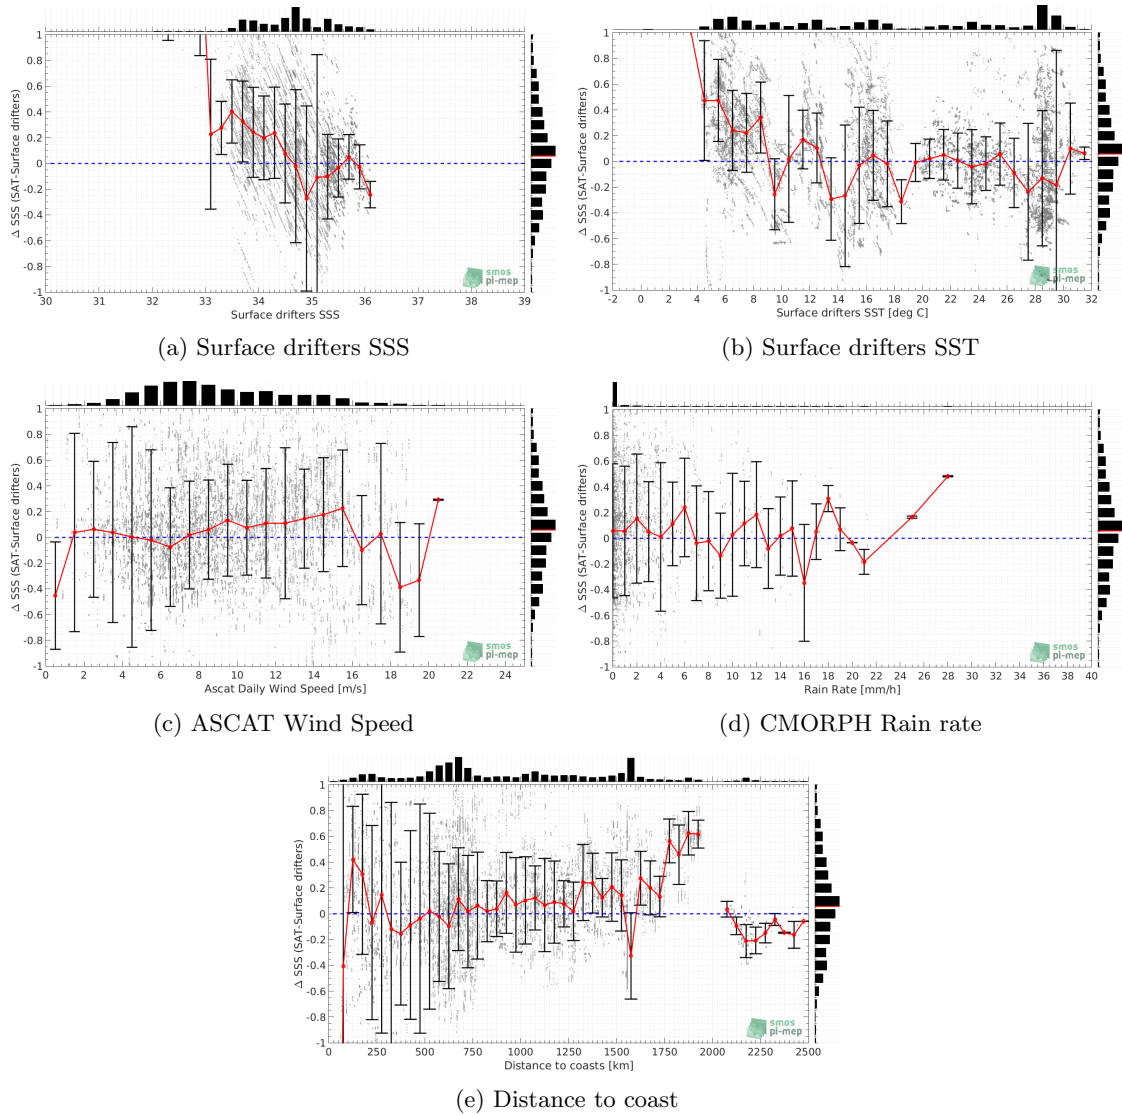 1
0.8
0.6
0.4
0.2
0
-0.2
-0.4
-0.6
-0.8
-1
Δ SSS (SAT-Surface drifters)
30 31 32 33 34 35 36 37 38 39
Surface drifters SSS
smos
pi-mep
(a) Surface drifters SSS
1
0.8
0.6
0.4
0.2
0
-0.2
-0.4
-0.6
-0.8
-1
Δ SSS (SAT-Surface drifters)
-2 0 2 4 6 8 10 12 14 16 18 20 22 24 26 28 30 32
Surface drifters SST [deg C]
smos
pi-mep
(b) Surface drifters SST
1
0.8
0.6
0.4
0.2
0
-0.2
-0.4
-0.6
-0.8
-1
Δ SSS (SAT-Surface drifters)
0 2 4 6 8 10 12 14 16 18 20 22 24
Ascat Daily Wind Speed [m/s]
smos
pi-mep
(c) ASCAT Wind Speed
1
0.8
0.6
0.4
0.2
0
-0.2
-0.4
-0.6
-0.8
-1
Δ SSS (SAT-Surface drifters)
0 2 4 6 8 10 12 14 16 18 20 22 24 26 28 30 32 34 36 38 40
Rain Rate [mm/h]
smos
pi-mep
(d) CMORPH Rain rate
1
0.8
0.6
0.4
0.2
0
-0.2
-0.4
-0.6
-0.8
-1
Δ SSS (SAT-Surface drifters)
0 250 500 750 1000 1250 1500 1750 2000 2250 2500
Distance to coasts [km]
smos
pi-mep
(e) Distance to coast